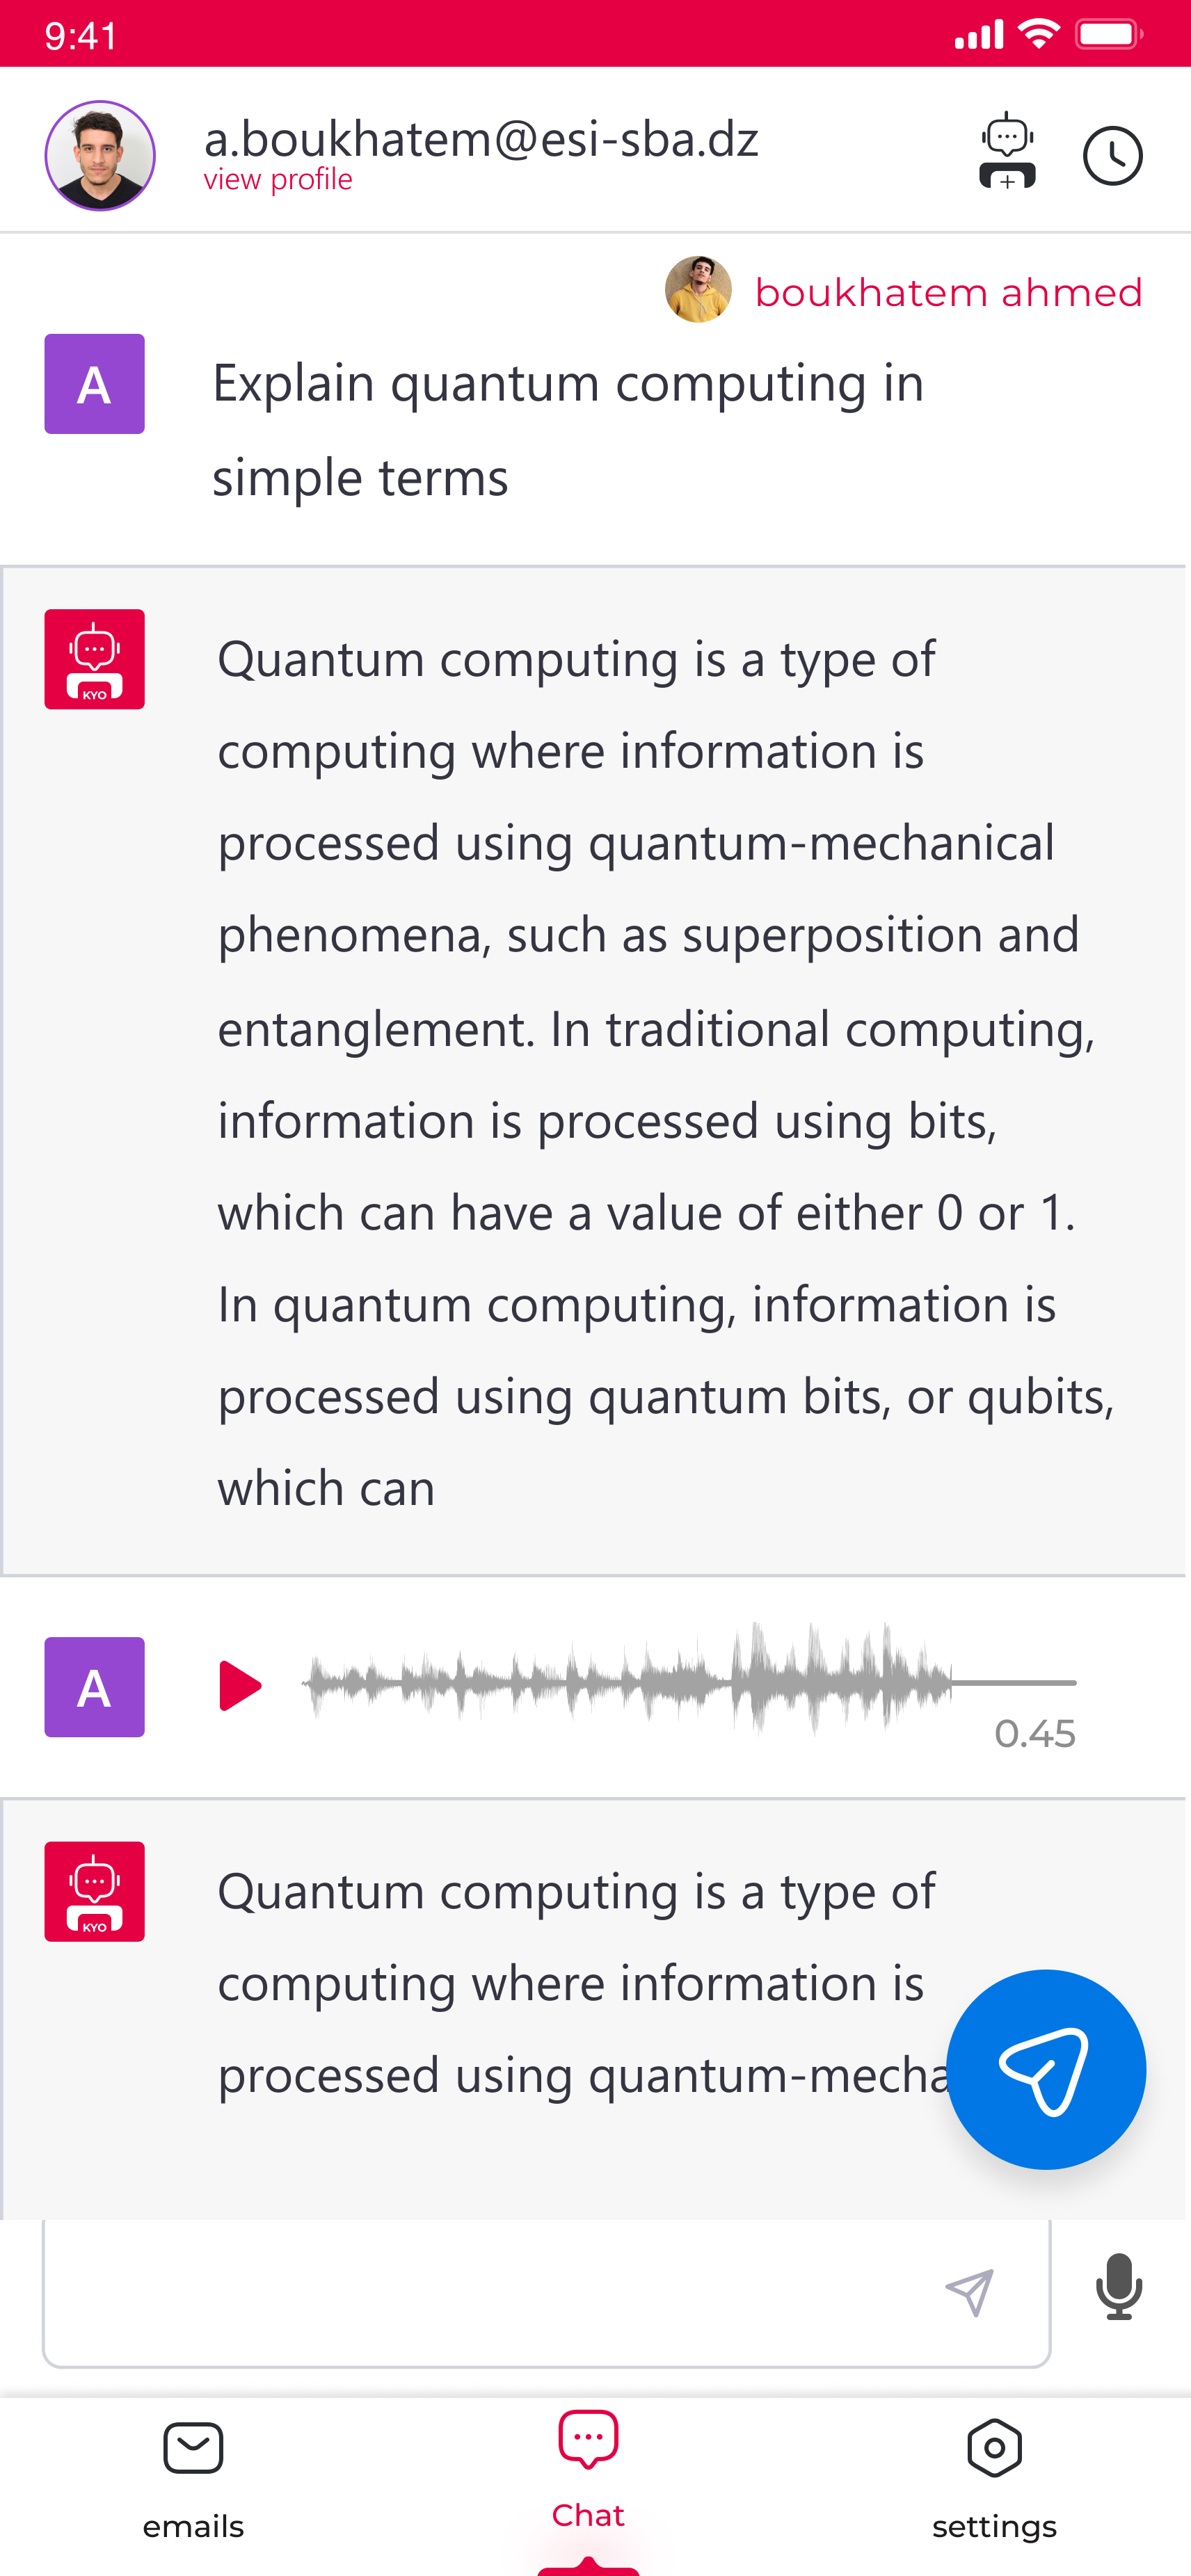 9:41
a.boukhatem@esi-sba.dz
view profile
boukhatem ahmed
A
Explain quantum computing in
simple terms
KYO
Quantum computing is a type of
computing where information is
processed using quantum-mechanical
phenomena, such as superposition and
entanglement. In traditional computing,
information is processed using bits,
which can have a value of either 0 or 1.
In quantum computing, information is
processed using quantum bits, or qubits,
which can
A
0.45
KYO
Quantum computing is a type of
computing where information is
processed using quantum-mecha
emails
Chat
settings